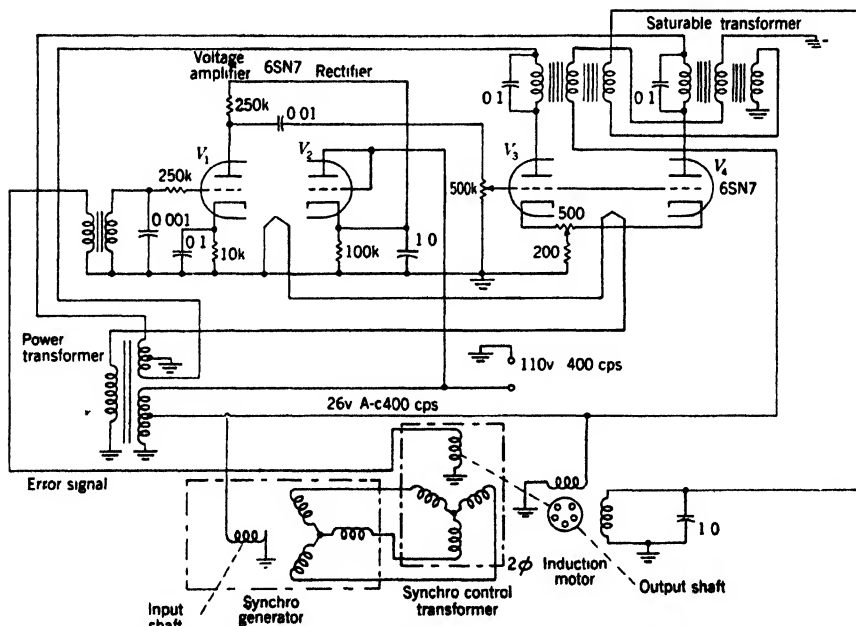 Saturable transformer
Voltage
amplifier
6SN7
Rectifier
250k
0 01
0 1
0 1
V1
V2
V3
V4
6SN7
250k
500k
500
200
0 001
0 1
10k
100k
1 0
Power
transformer
110v 400 cps
26v A-c400 cps
Error signal
1 0
2φ
Induction
motor
Output shaft
Synchro control
transformer
Synchro
generator
Input
shaft